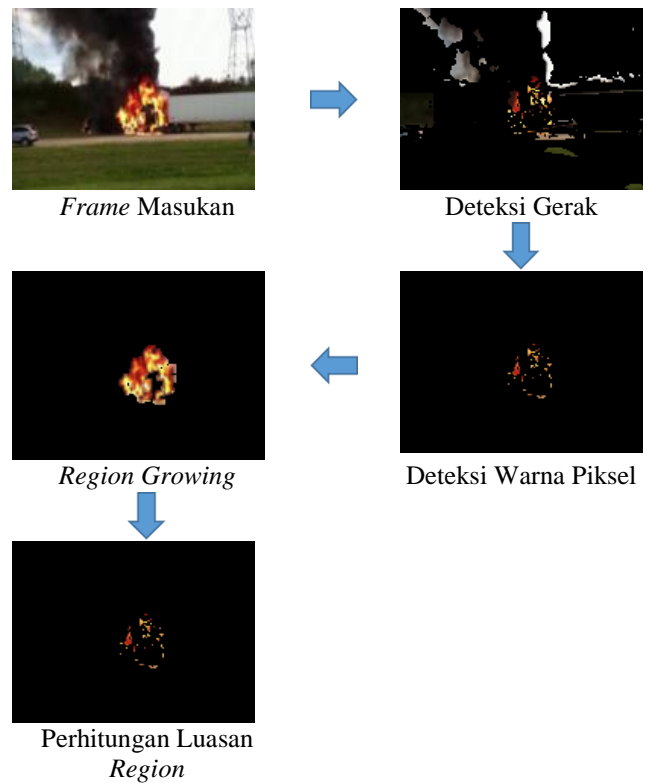 Frame Masukan
Deteksi Gerak
Deteksi Warna Piksel
Region Growing
Perhitungan Luasan
Region